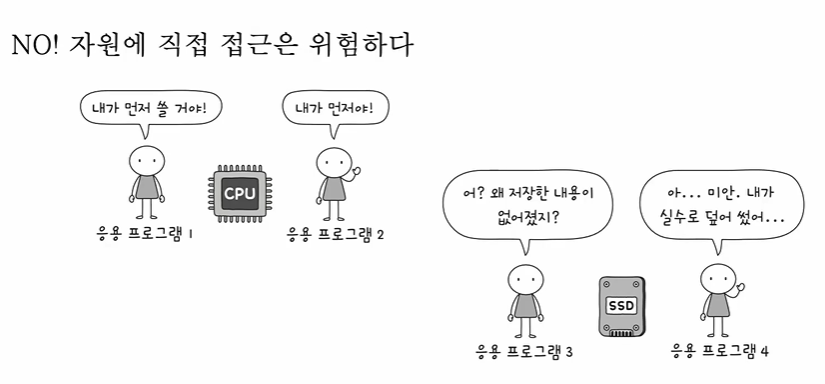 NO! 자원에 직접 접근은 위험하다
내가 먼저 쓸 거야!
내가 먼저야!
CPU
응용 프로그램 1
응용 프로그램 2
어? 왜 저장한 내용이
없어졌지?
아... 미안. 내가
실수로 덮어 썼어...
SSD
응용 프로그램 3
응용 프로그램 4